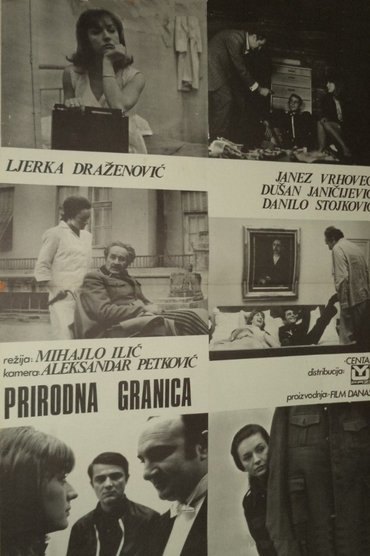 LJERKA DRAŽENOVIĆ
JANEZ VRHOVEC
DUŠAN JANIĆIJEVIĆ
DANILO STOJKOVIĆ
režija: MIHAJLO ILIĆ
kamera: ALEKSANDAR PETKOVIĆ
PRIRODNA GRANICA
distribucija:
CENTA
proizvodnja: FILM DANAS